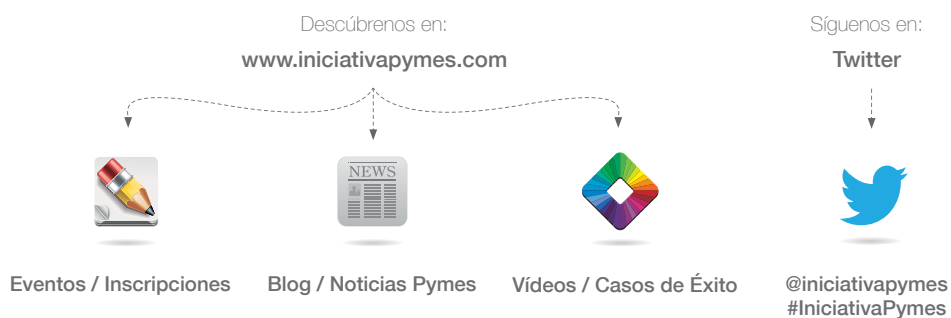 Descúbrenos en:
www.iniciativapymes.com
Síguenos en:
Twitter
NEWS
Eventos / Inscripciones
Blog / Noticias Pymes
Vídeos / Casos de Éxito
@iniciativapymes
#IniciativaPymes